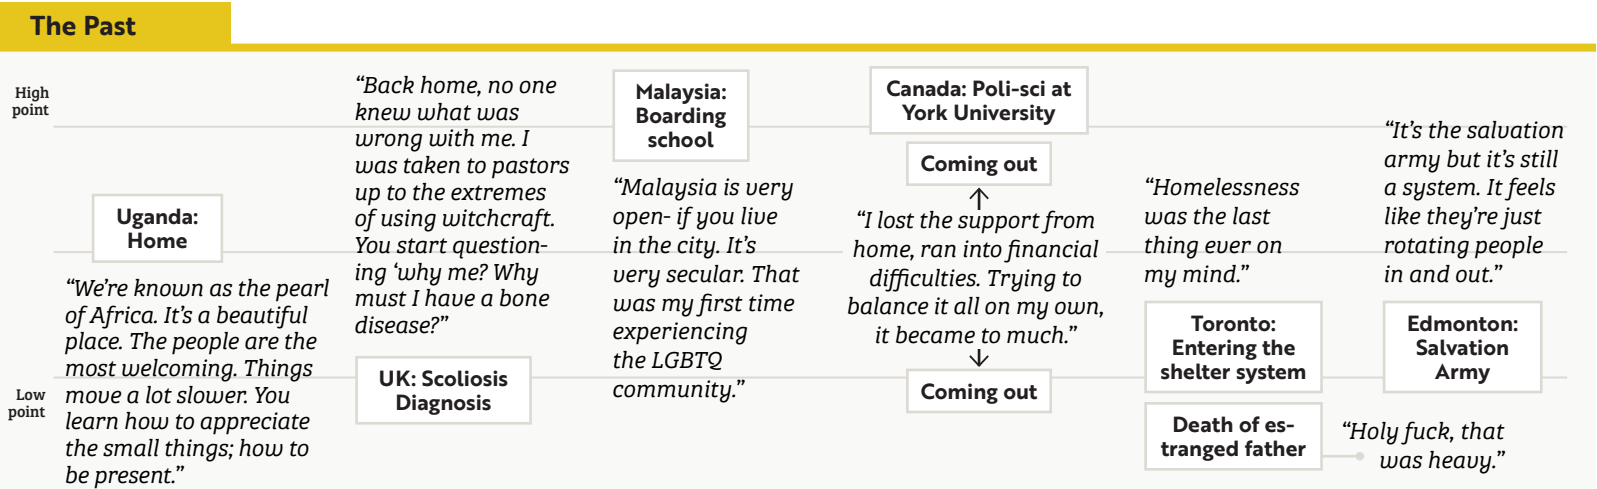 The Past
High
point
Low
point
Uganda:
Home
“We’re known as the pearl
of Africa. It’s a beautiful
place. The people are the
most welcoming. Things
move a lot slower. You
learn how to appreciate
the small things; how to
be present.”
“Back home, no one
knew what was
wrong with me. I
was taken to pastors
up to the extremes
of using witchcraft.
You start question-
ing ‘why me? Why
must I have a bone
disease?”
UK: Scoliosis
Diagnosis
Malaysia:
Boarding
school
“Malaysia is very
open- if you live
in the city. It’s
very secular. That
was my first time
experiencing
the LGBTQ
community.”
Canada: Poli-sci at
York University
Coming out
“I lost the support from
home, ran into financial
difficulties. Trying to
balance it all on my own,
it became to much.”
Coming out
“Homelessness
was the last
thing ever on
my mind.”
Toronto:
Entering the
shelter system
Death of es-
tranged father
“Holy fuck, that
was heavy.”
“It’s the salvation
army but it’s still
a system. It feels
like they’re just
rotating people
in and out.”
Edmonton:
Salvation
Army